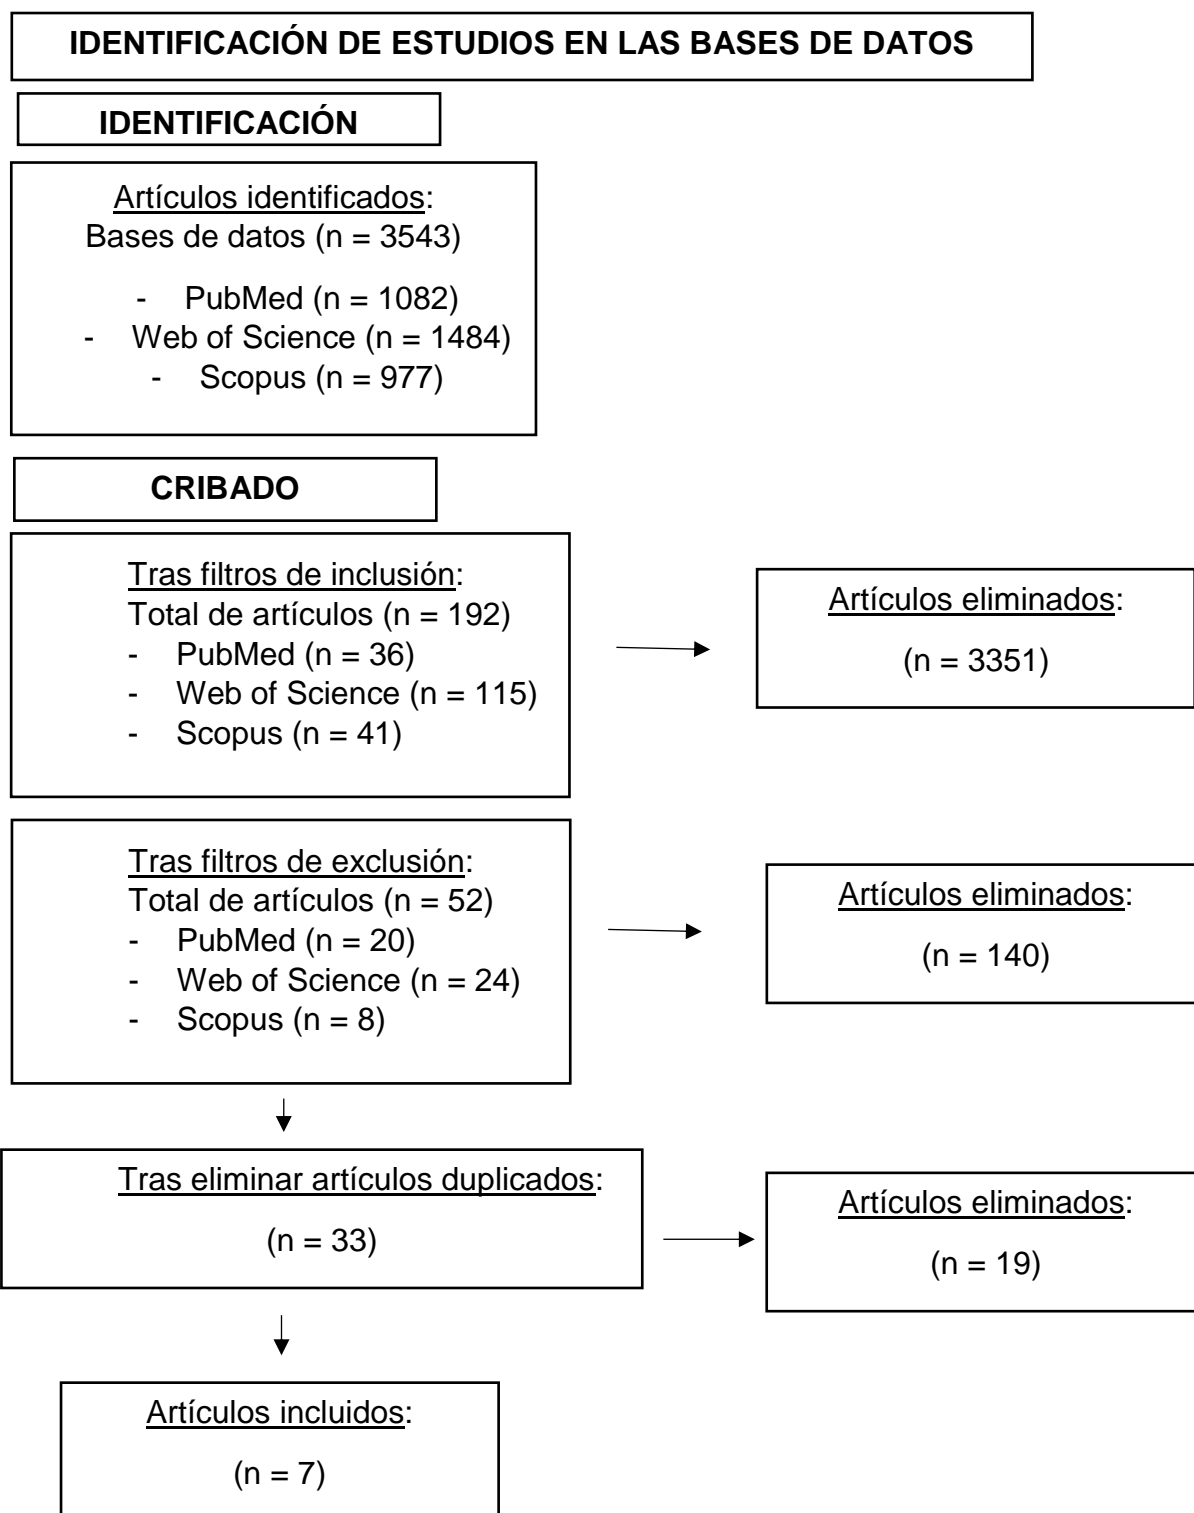 IDENTIFICACIÓN DE ESTUDIOS EN LAS BASES DE DATOS
IDENTIFICACIÓN
Artículos identificados:
Bases de datos (n = 3543)
- PubMed (n = 1082)
- Web of Science (n = 1484)
- Scopus (n = 977)
CRIBADO
Tras filtros de inclusión:
Total de artículos (n = 192)
- PubMed (n = 36)
- Web of Science (n = 115)
- Scopus (n = 41)
Artículos eliminados:
(n = 3351)
Tras filtros de exclusión:
Total de artículos (n = 52)
- PubMed (n = 20)
- Web of Science (n = 24)
- Scopus (n = 8)
Artículos eliminados:
(n = 140)
Tras eliminar artículos duplicados:
(n = 33)
Artículos eliminados:
(n = 19)
Artículos incluidos:
(n = 7)